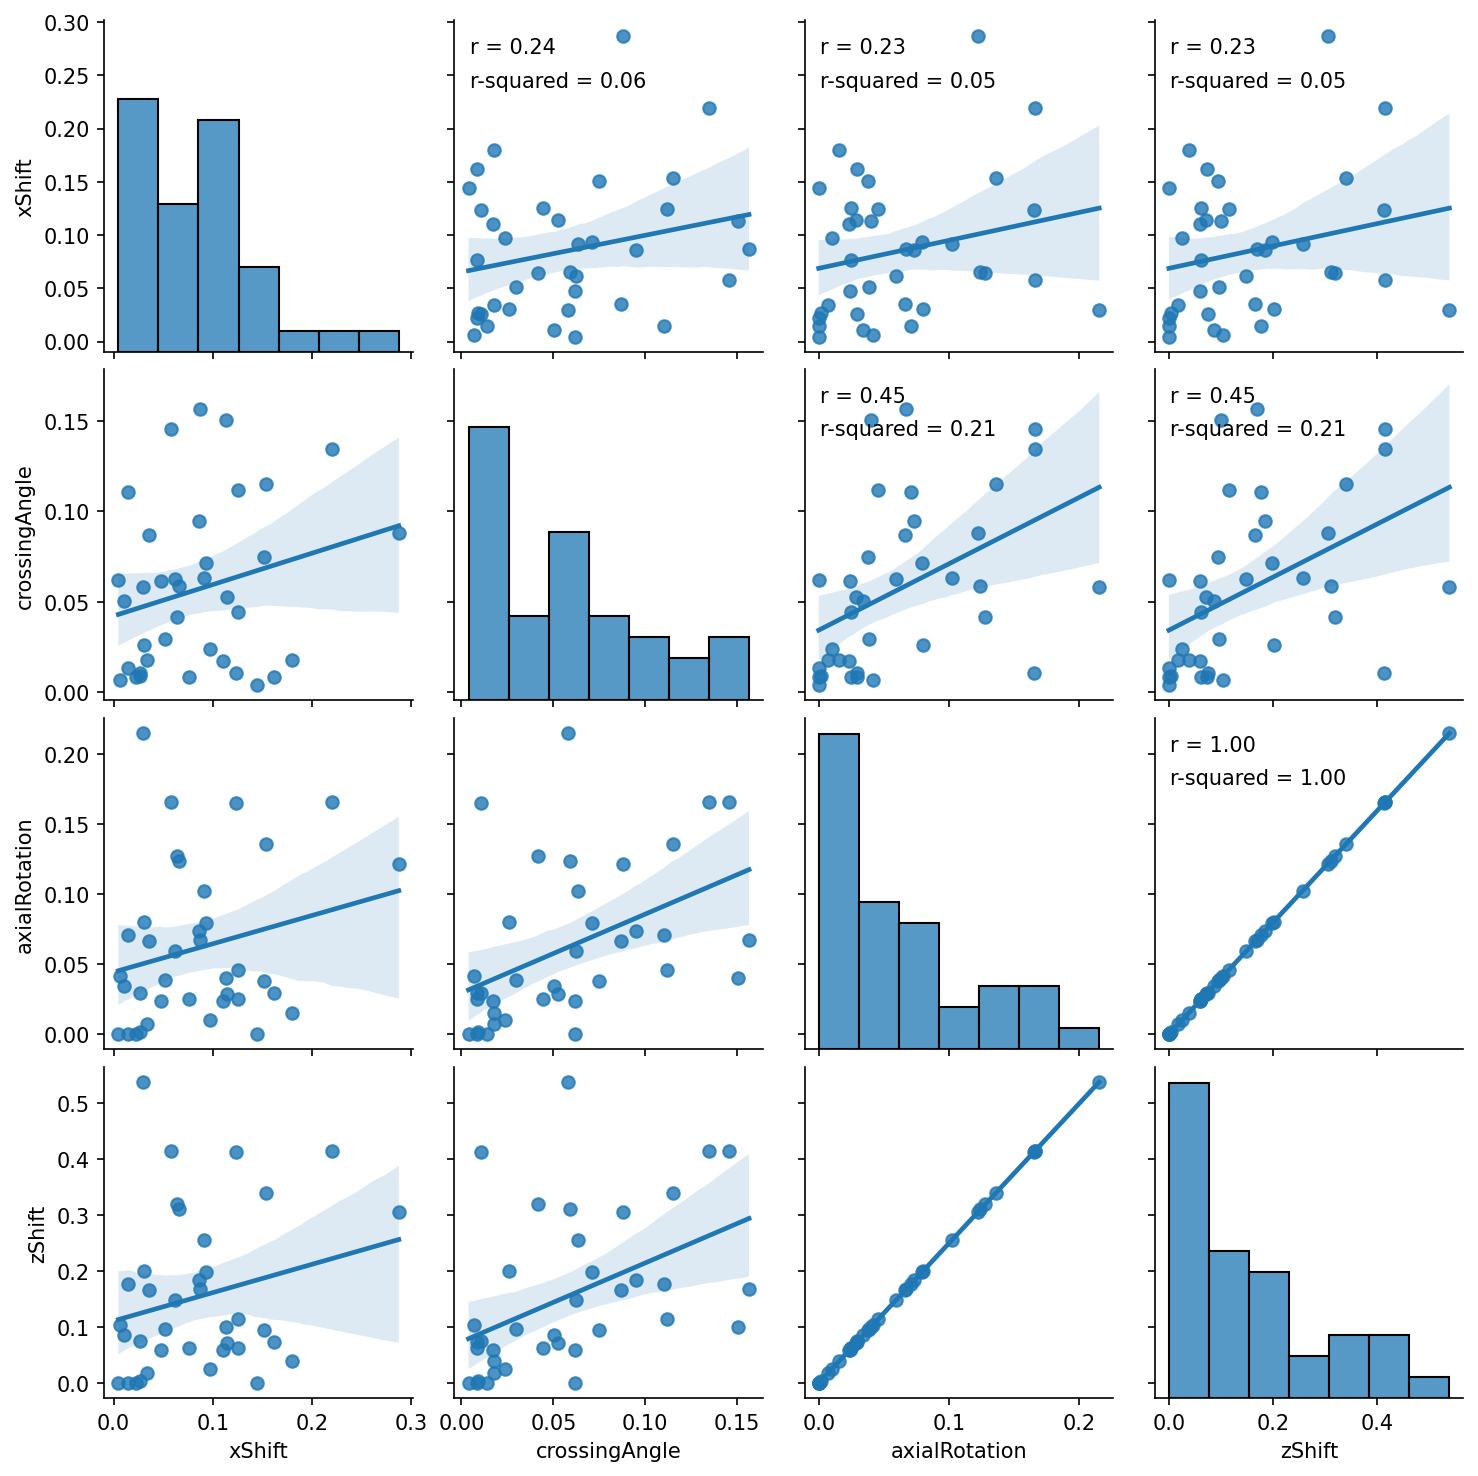 0.30
0.25
0.20
0.15
0.10
0.05
0.00
xShift
r = 0.24
r-squared = 0.06
r = 0.23
r-squared = 0.05
r = 0.23
r-squared = 0.05
0.15
0.10
0.05
0.00
crossingAngle
r = 0.45
r-squared = 0.21
r = 0.45
r-squared = 0.21
0.20
0.15
0.10
0.05
0.00
axialRotation
r = 1.00
r-squared = 1.00
0.5
0.4
0.3
0.2
0.1
0.0
zShift
0.0 0.1 0.2 0.3
xShift
0.00 0.05 0.10 0.15
crossingAngle
0.0 0.1 0.2
axialRotation
0.0 0.2 0.4
zShift